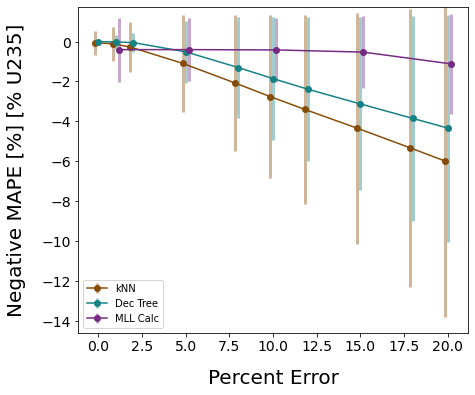 Negative MAPE [%] [% U235]
0
−2
−4
−6
−8
−10
−12
−14
kNN
Dec Tree
MLL Calc
0.0 2.5 5.0 7.5 10.0 12.5 15.0 17.5 20.0
Percent Error